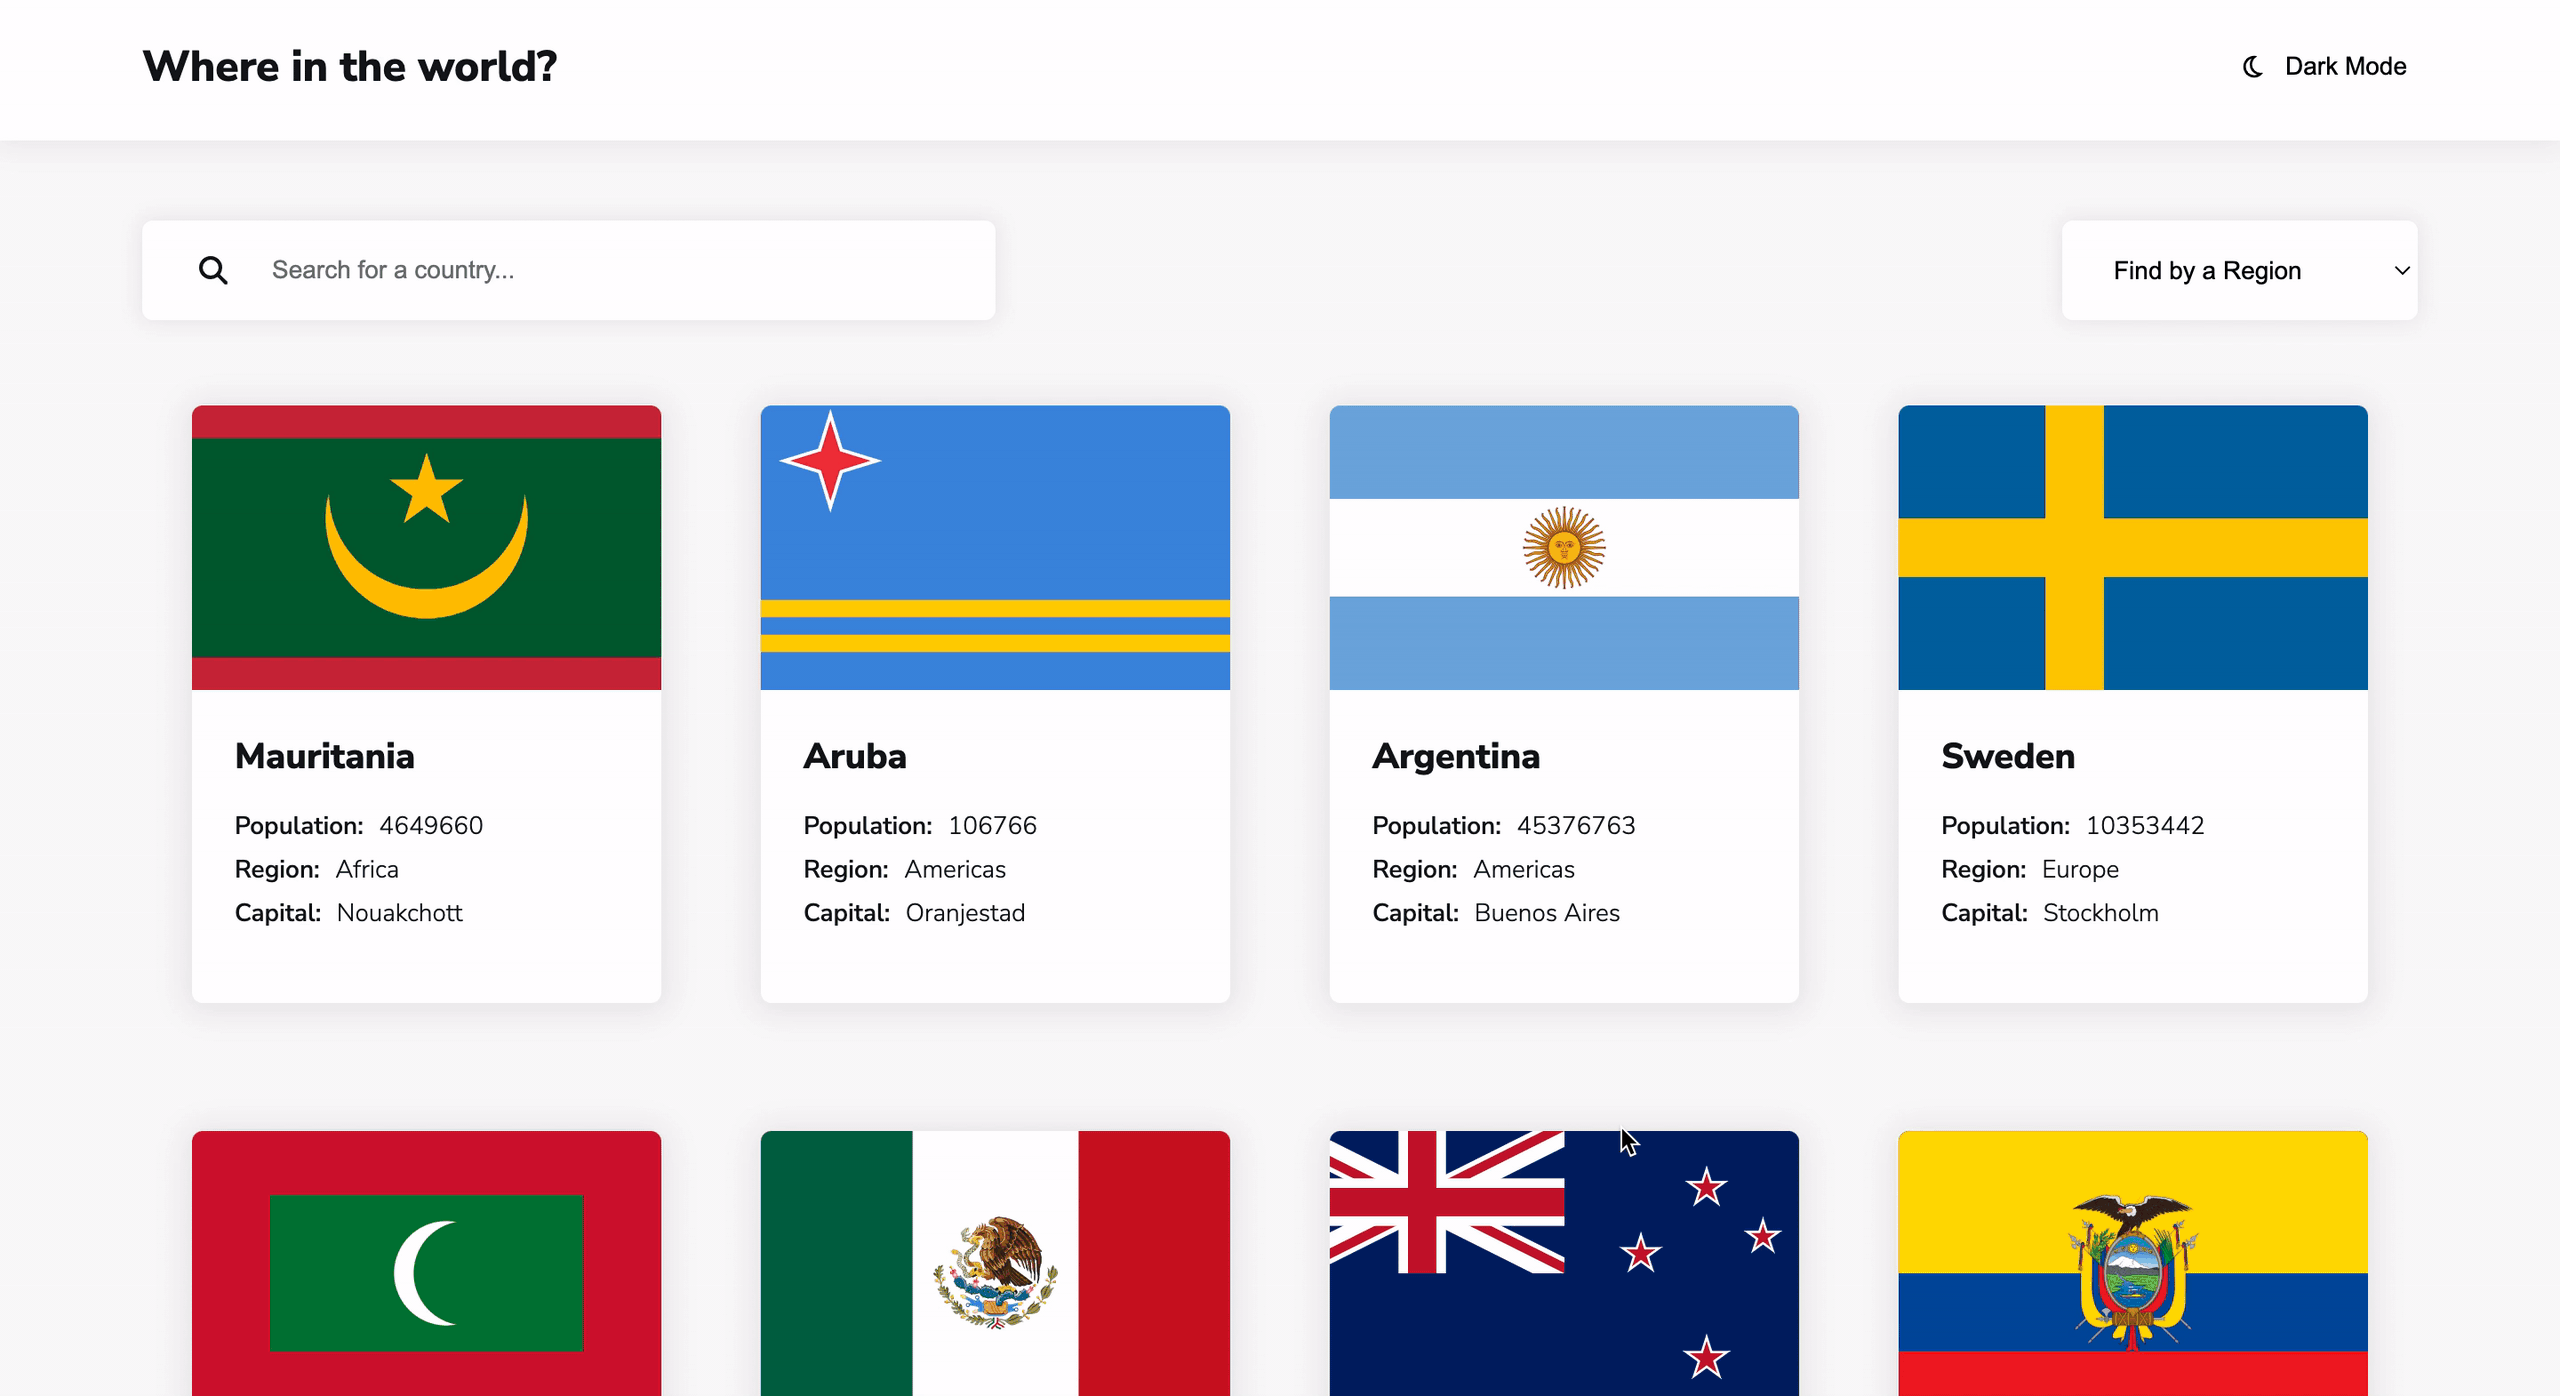 Where in the world?
Dark Mode
Search for a country...
Find by a Region
Mauritania
Population: 4649660
Region: Africa
Capital: Nouakchott
Aruba
Population: 106766
Region: Americas
Capital: Oranjestad
Argentina
Population: 45376763
Region: Americas
Capital: Buenos Aires
Sweden
Population: 10353442
Region: Europe
Capital: Stockholm